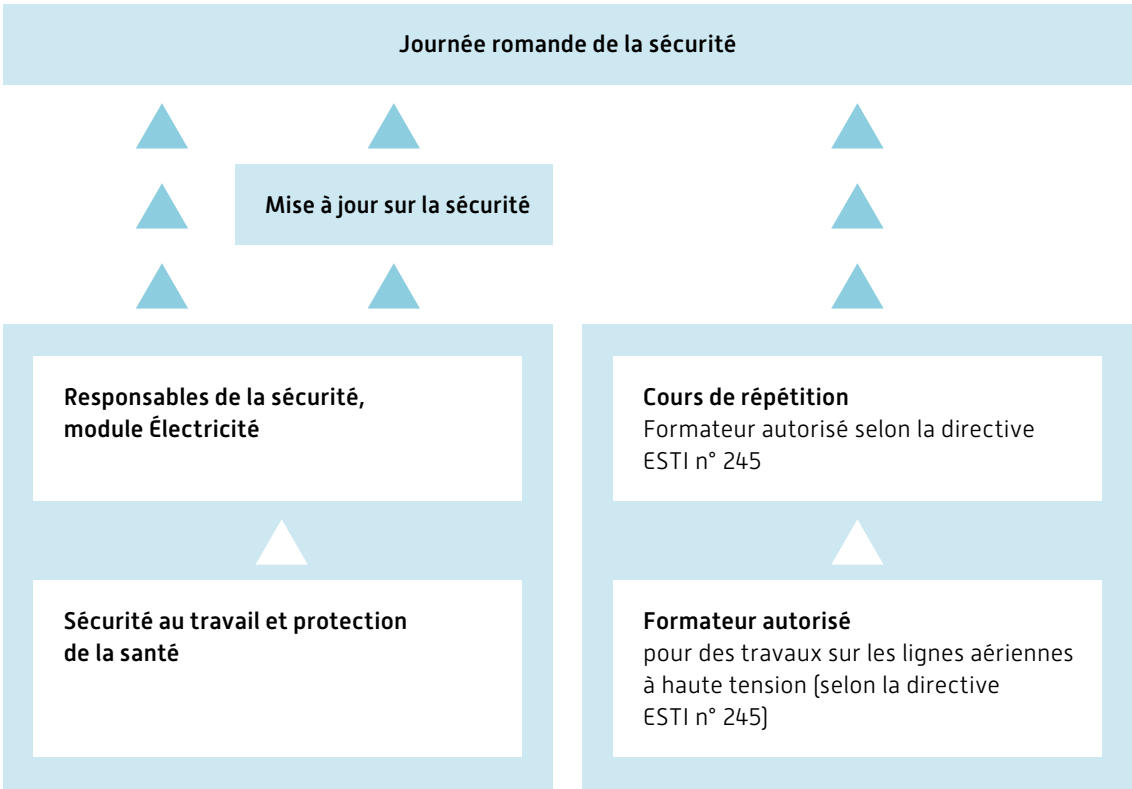 Journée romande de la sécurité
Mise à jour sur la sécurité
Responsables de la sécurité,
module Électricité
Sécurité au travail et protection
de la santé
Cours de répétition
Formateur autorisé selon la directive
ESTI n° 245
Formateur autorisé
pour des travaux sur les lignes aériennes
à haute tension (selon la directive
ESTI n° 245)